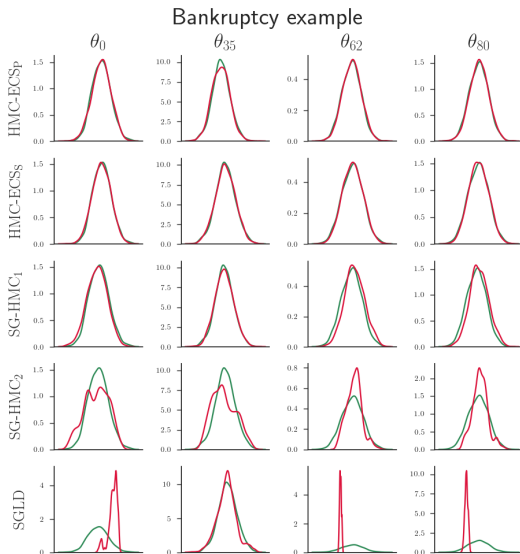 Bankruptcy example
θ₀ θ₃₅ θ₆₂ θ₈₀
HMC-ECSₚ
1.5 10.0 0.4 1.5
1.0 7.5 1.0
5.0 0.2
0.5 2.5 0.5
0.0 0.0 0.0 0.0
HMC-ECSₛ
1.5 10.0 1.5
7.5 0.4
1.0 1.0
5.0 0.2
0.5 2.5 0.5
0.0 0.0 0.0 0.0
SG-HMC₁
1.5 10.0 0.6 1.5
1.0 7.5 0.4 1.0
5.0
0.5 2.5 0.2 0.5
0.0 0.0 0.0 0.0
SG-HMC₂
1.5 10.0 0.8 2.0
7.5 0.6 1.5
1.0 5.0 0.4 1.0
0.5 2.5 0.2 0.5
0.0 0.0 0.0 0.0
SGLD
4 10 4 10.0
7.5
2 5 2 5.0
2.5
0 0 0 0.0